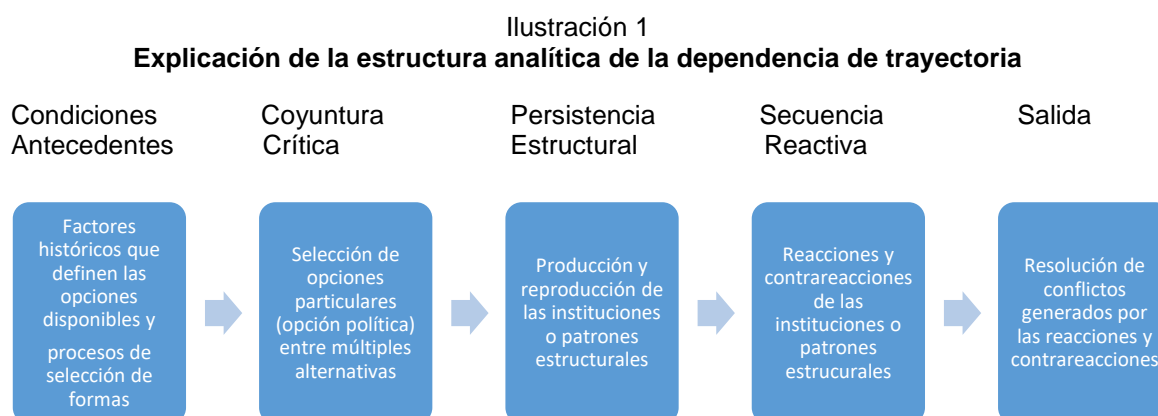 Ilustración 1
Explicación de la estructura analítica de la dependencia de trayectoria
Condiciones
Antecedentes
Coyuntura
Crítica
Persistencia
Estructural
Secuencia
Reactiva
Salida
Factores
históricos que
definen las
opciones
disponibles y
procesos de
selección de
formas
Selección de
opciones
particulares
(opción política)
entre múltiples
alternativas
Producción y
reproducción de
las instituciones
o patrones
estructurales
Reacciones y
contrareacciones
de las
instituciones o
patrones
estrucurales
Resolución de
conflictos
generados por
las reacciones y
contrareacciones